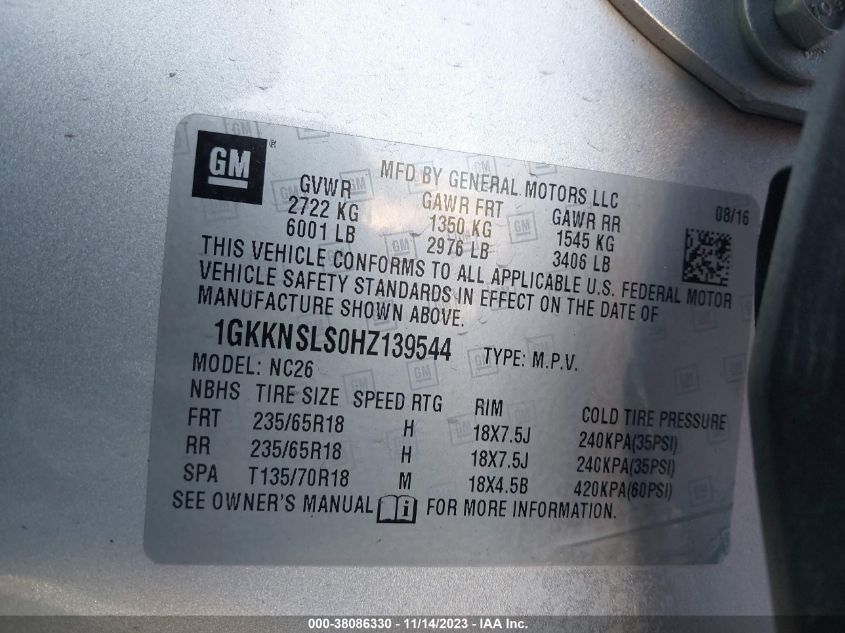 GM®
MFD BY GENERAL MOTORS LLC
08/16
GVWR GAWR FRT GAWR RR
2722 KG 1350 KG 1545 KG
6001 LB 2976 LB 3406 LB
THIS VEHICLE CONFORMS TO ALL APPLICABLE U.S. FEDERAL MOTOR
VEHICLE SAFETY STANDARDS IN EFFECT ON THE DATE OF
MANUFACTURE SHOWN ABOVE.
1GKKNSLS0HZ139544 TYPE: M.P.V.
MODEL: NC26
NBHS TIRE SIZE SPEED RTG RIM COLD TIRE PRESSURE
FRT 235/65R18 H 18X7.5J 240KPA(35PSI)
RR 235/65R18 H 18X7.5J 240KPA(35PSI)
SPA T135/70R18 M 18X4.5B 420KPA(60PSI)
SEE OWNER'S MANUAL i FOR MORE INFORMATION.
000-38086330 - 11/14/2023 - IAA Inc.